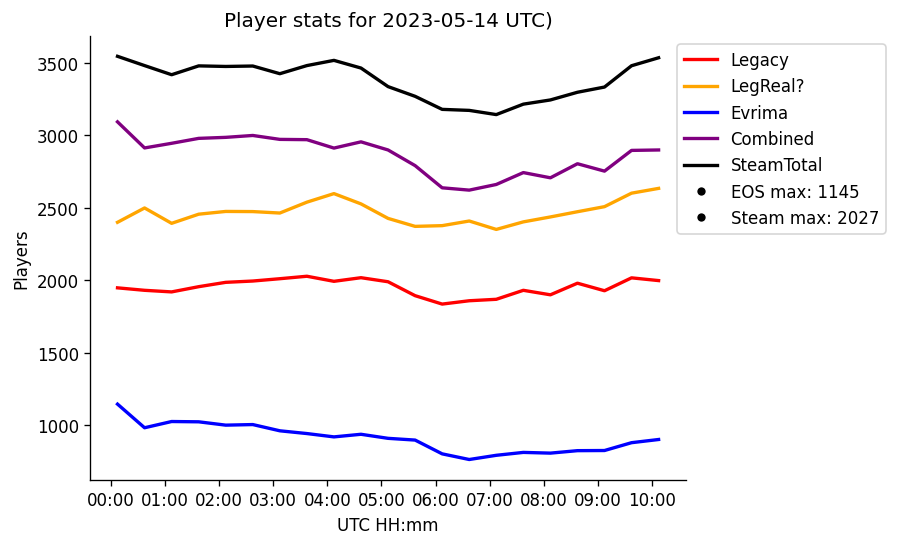 Player stats for 2023-05-14 UTC)
Players
3500
3000
2500
2000
1500
1000
00:00 01:00 02:00 03:00 04:00 05:00 06:00 07:00 08:00 09:00 10:00
UTC HH:mm
Legacy
LegReal?
Evrima
Combined
SteamTotal
EOS max: 1145
Steam max: 2027